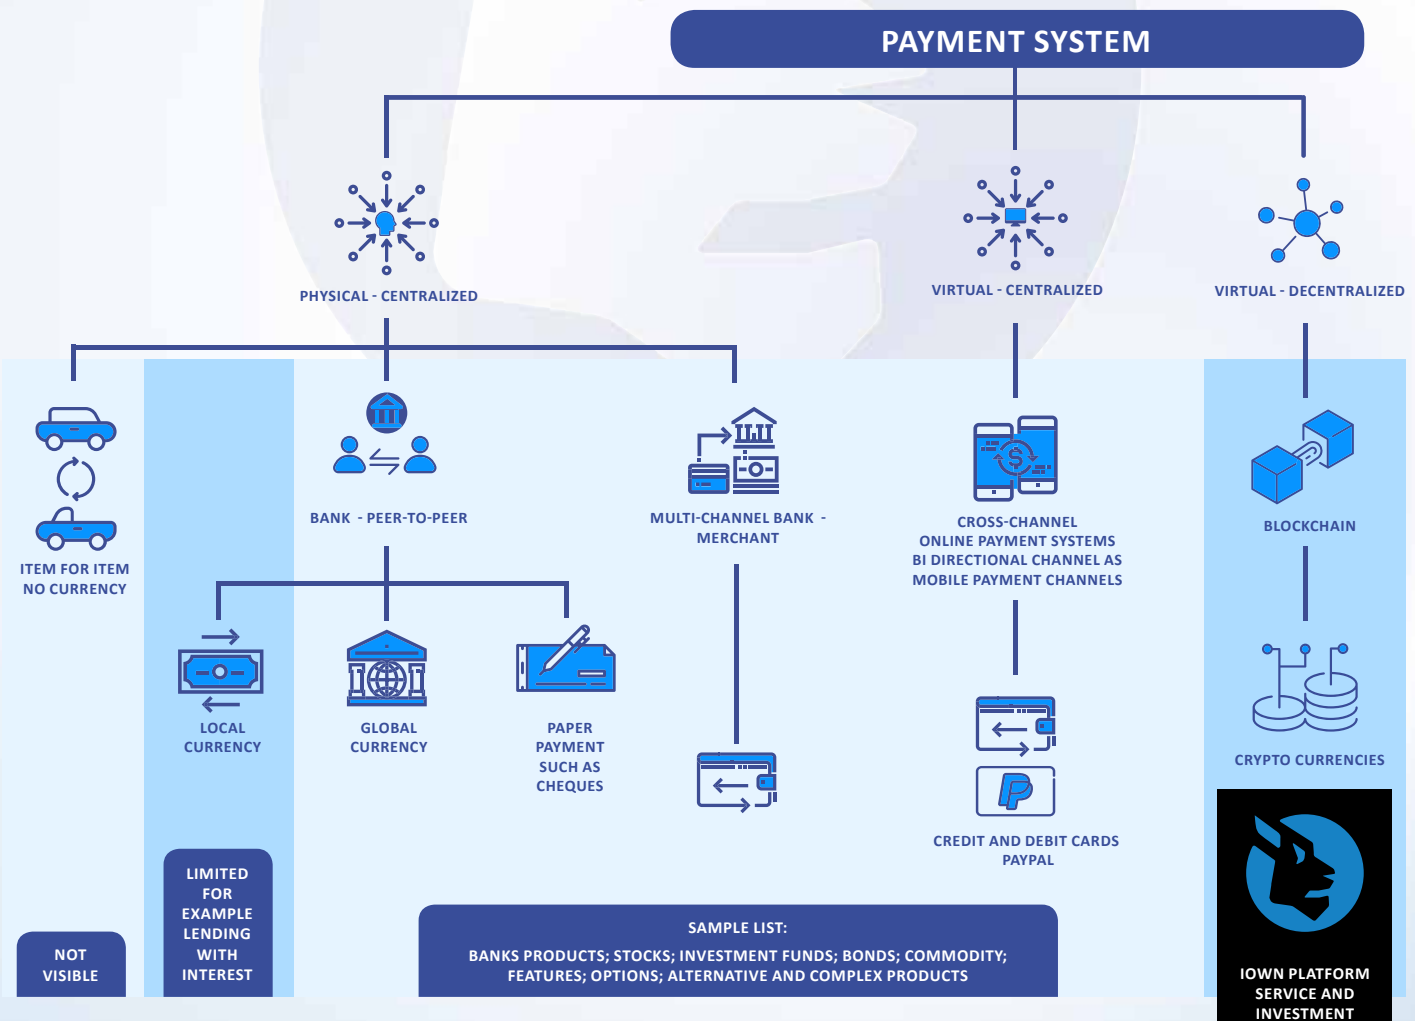 PAYMENT SYSTEM
PHYSICAL - CENTRALIZED
VIRTUAL - CENTRALIZED
VIRTUAL - DECENTRALIZED
ITEM FOR ITEM
NO CURRENCY
BANK - PEER-TO-PEER
MULTI-CHANNEL BANK -
MERCHANT
CROSS-CHANNEL
ONLINE PAYMENT SYSTEMS
BI DIRECTIONAL CHANNEL AS
MOBILE PAYMENT CHANNELS
BLOCKCHAIN
LOCAL
CURRENCY
GLOBAL
CURRENCY
PAPER
PAYMENT
SUCH AS
CHEQUES
CREDIT AND DEBIT CARDS
PAYPAL
CRYPTO CURRENCIES
NOT
VISIBLE
LIMITED
FOR
EXAMPLE
LENDING
WITH
INTEREST
SAMPLE LIST:
BANKS PRODUCTS; STOCKS; INVESTMENT FUNDS; BONDS; COMMODITY;
FEATURES; OPTIONS; ALTERNATIVE AND COMPLEX PRODUCTS
IOWN PLATFORM
SERVICE AND
INVESTMENT